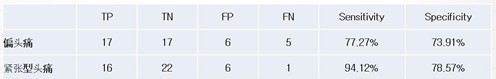 TP TN FP FN Sensitivity Specificity
偏头痛 17 17 6 5 77.27% 73.91%
紧张型头痛 16 22 6 1 94.12% 78.57%